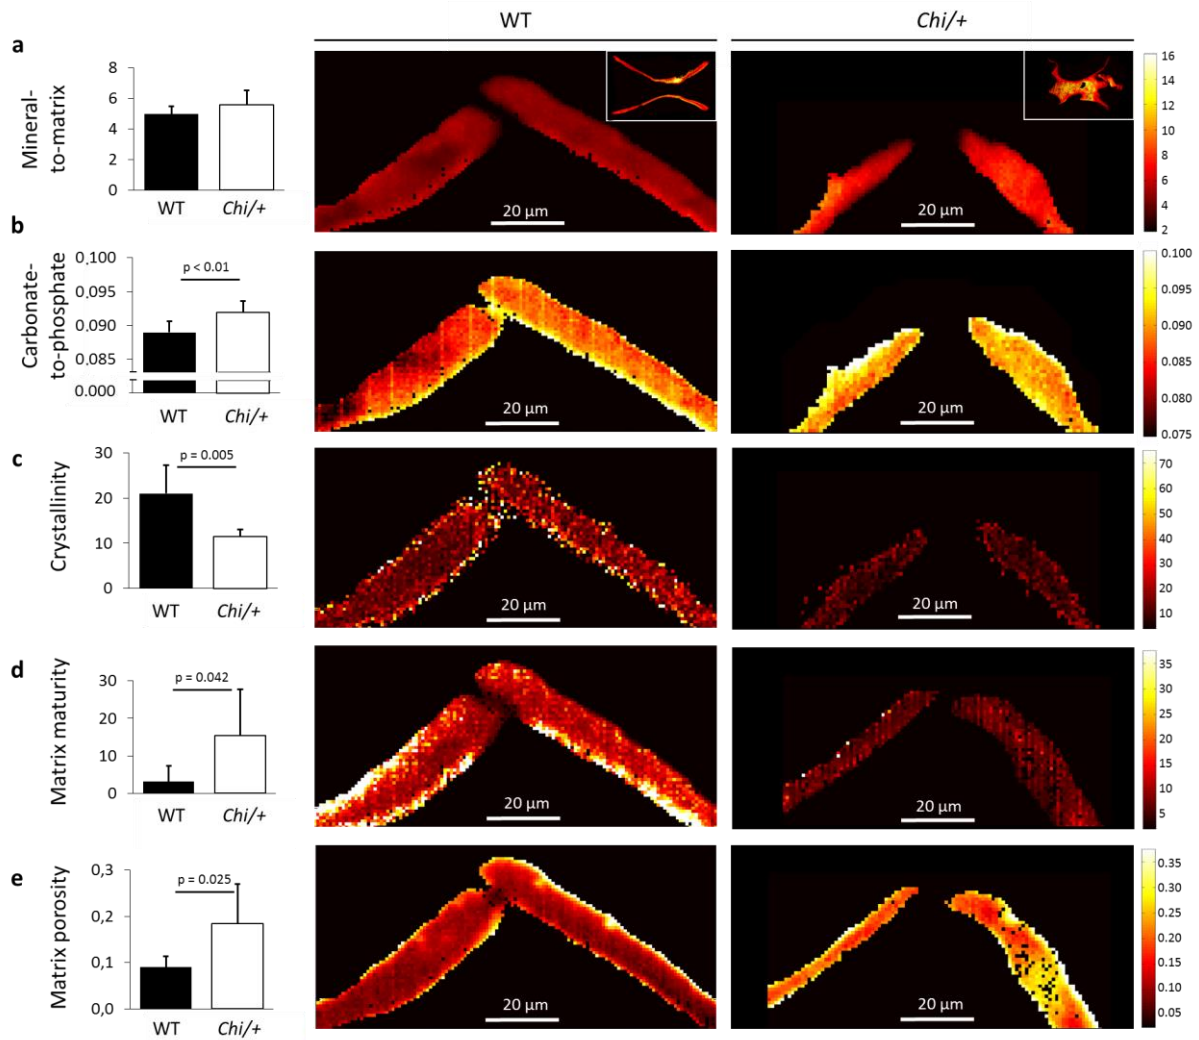 WT
Chi/+
a
Mineral-
to-matrix
8
6
4
2
0
WT
Chi/+
20 µm
20 µm
16
14
12
10
8
6
4
2
b
Carbonate-
to-phosphate
0,100
0,095
0,090
0,085
0.000
p < 0.01
WT
Chi/+
20 µm
20 µm
0.100
0.095
0.090
0.085
0.080
0.075
c
Crystallinity
30
20
10
0
p = 0.005
WT
Chi/+
20 µm
20 µm
70
60
50
40
30
20
10
d
Matrix maturity
30
20
10
0
p = 0.042
WT
Chi/+
20 µm
20 µm
35
30
25
20
15
10
5
e
Matrix porosity
0,3
0,2
0,1
0,0
p = 0.025
WT
Chi/+
20 µm
20 µm
0.35
0.30
0.25
0.20
0.15
0.10
0.05